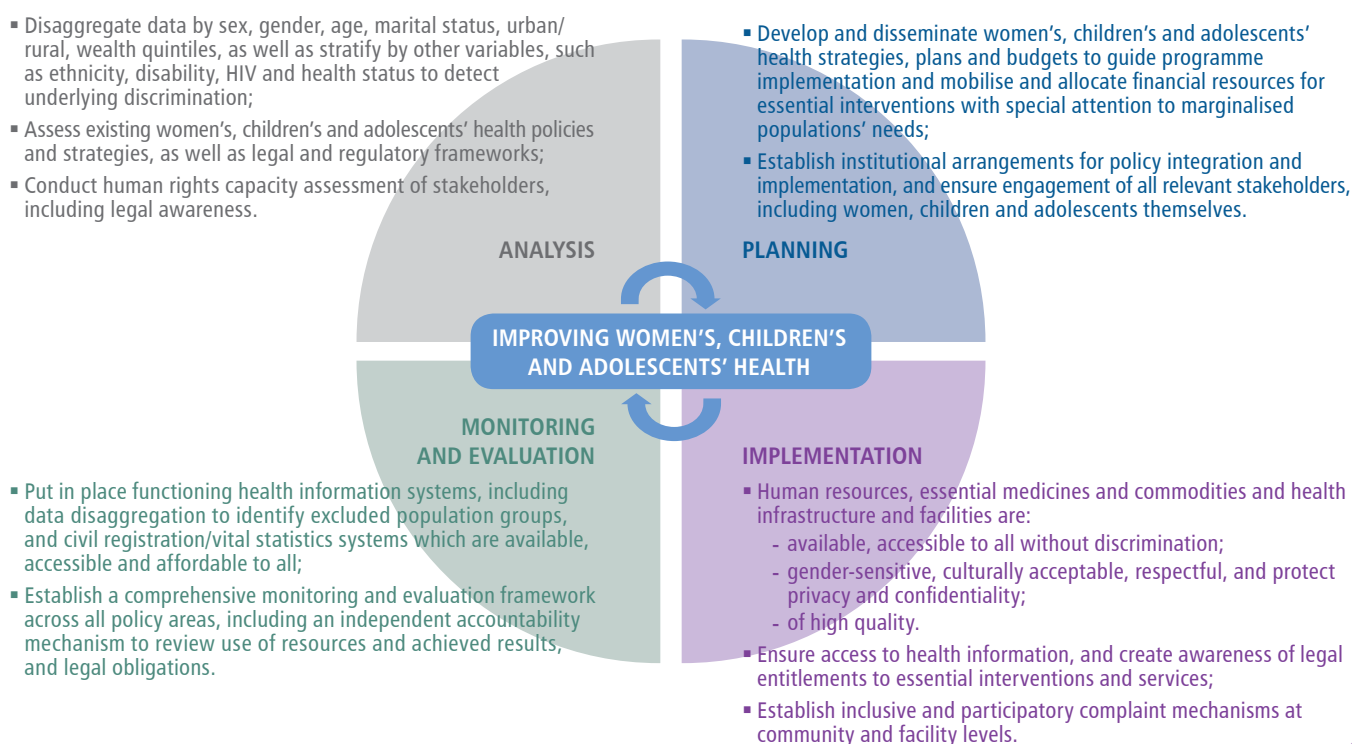 ▪ Disaggregate data by sex, gender, age, marital status, urban/
rural, wealth quintiles, as well as stratify by other variables, such
as ethnicity, disability, HIV and health status to detect
underlying discrimination;
▪ Assess existing women’s, children’s and adolescents’ health policies
and strategies, as well as legal and regulatory frameworks;
▪ Conduct human rights capacity assessment of stakeholders,
including legal awareness.
ANALYSIS
▪ Develop and disseminate women’s, children’s and adolescents’
health strategies, plans and budgets to guide programme
implementation and mobilise and allocate financial resources for
essential interventions with special attention to marginalised
populations’ needs;
▪ Establish institutional arrangements for policy integration and
implementation, and ensure engagement of all relevant stakeholders,
including women, children and adolescents themselves.
PLANNING
IMPROVING WOMEN’S, CHILDREN’S
AND ADOLESCENTS’ HEALTH
MONITORING
AND EVALUATION
▪ Put in place functioning health information systems, including
data disaggregation to identify excluded population groups,
and civil registration/vital statistics systems which are available,
accessible and affordable to all;
▪ Establish a comprehensive monitoring and evaluation framework
across all policy areas, including an independent accountability
mechanism to review use of resources and achieved results,
and legal obligations.
IMPLEMENTATION
▪ Human resources, essential medicines and commodities and health
infrastructure and facilities are:
- available, accessible to all without discrimination;
- gender-sensitive, culturally acceptable, respectful, and protect
privacy and confidentiality;
- of high quality.
▪ Ensure access to health information, and create awareness of legal
entitlements to essential interventions and services;
▪ Establish inclusive and participatory complaint mechanisms at
community and facility levels.